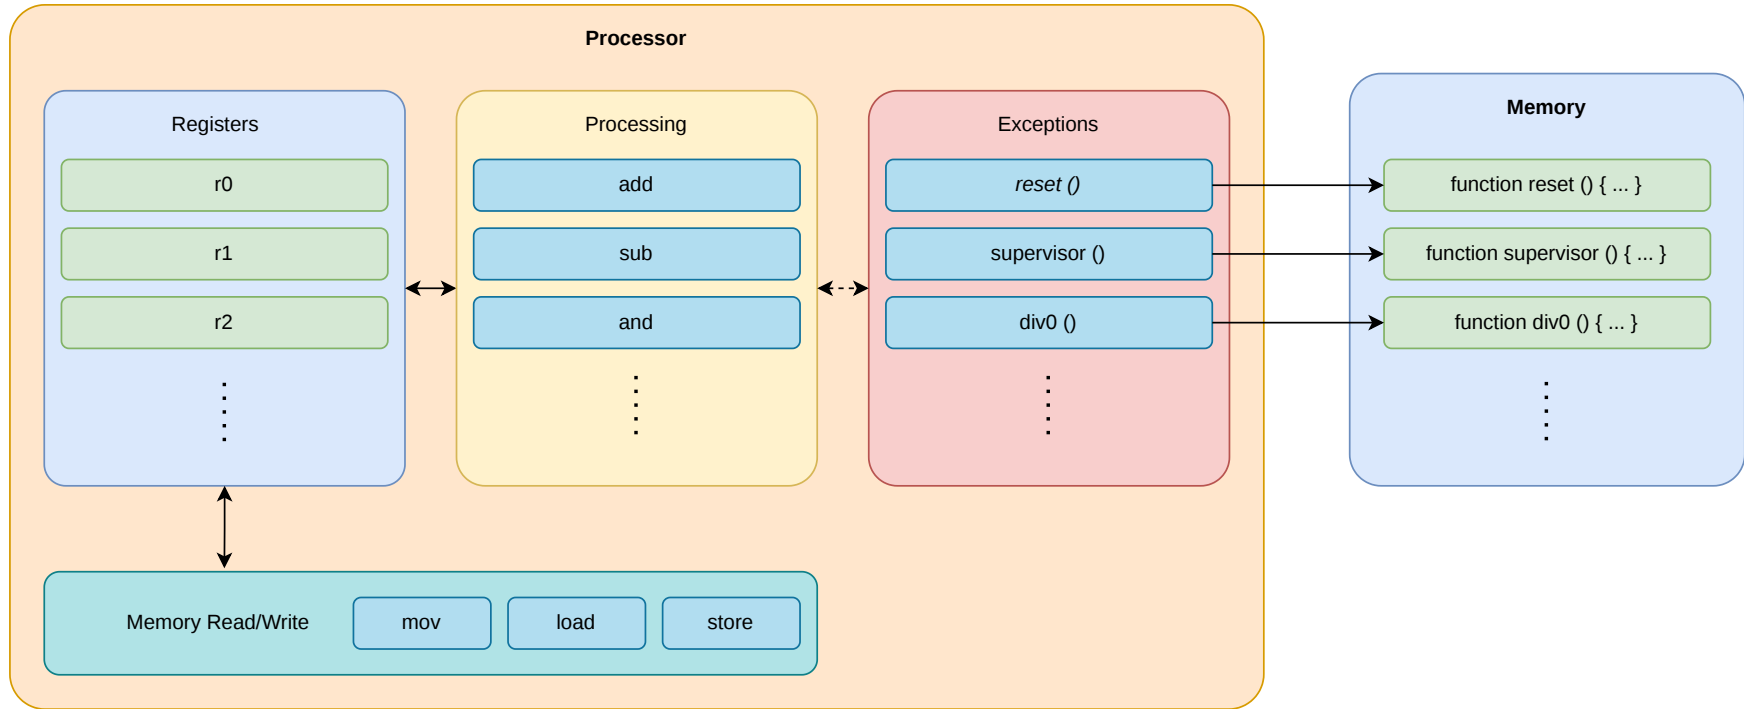 Processor
Registers
r0
r1
r2
Processing
add
sub
and
Exceptions
reset ()
supervisor ()
div0 ()
Memory
function reset () { ... }
function supervisor () { ... }
function div0 () { ... }
Memory Read/Write
mov
load
store